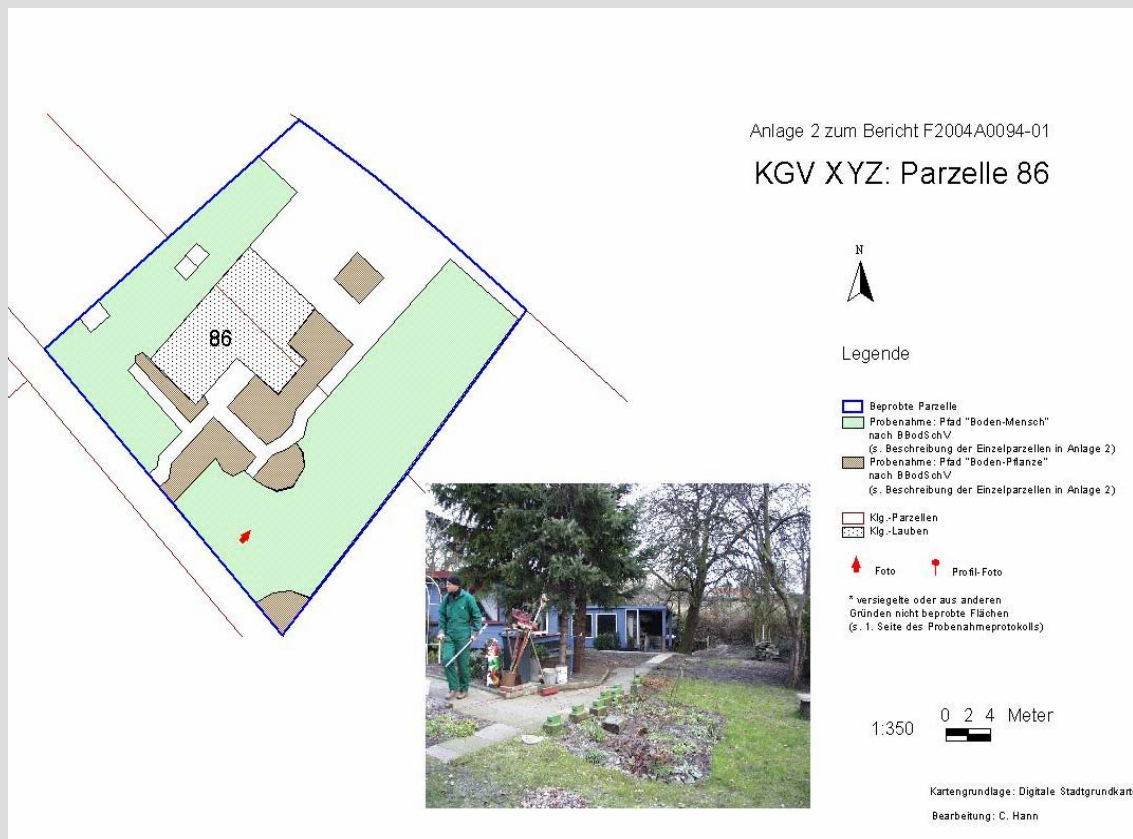 Anlage 2 zum Bericht F2004A0094-01
KGV XYZ: Parzelle 86
N
86
Legende
Beprobte Parzelle
Probenahme: Pfad "Boden-Mensch"
nach BBodSchV
(s. Beschreibung der Einzelparzellen in Anlage 2)
Probenahme: Pfad "Boden-Pflanze"
nach BBodSchV
(s. Beschreibung der Einzelparzellen in Anlage 2)
Klg.-Parzellen
Klg.-Lauben
Foto Profil-Foto
* versiegelte oder aus anderen
Gründen nicht beprobte Flächen
(s. 1. Seite des Probenahmeprotokolls)
1:350 0 2 4 Meter
Kartengrundlage: Digitale Stadtgrundkart
Bearbeitung: C. Hann